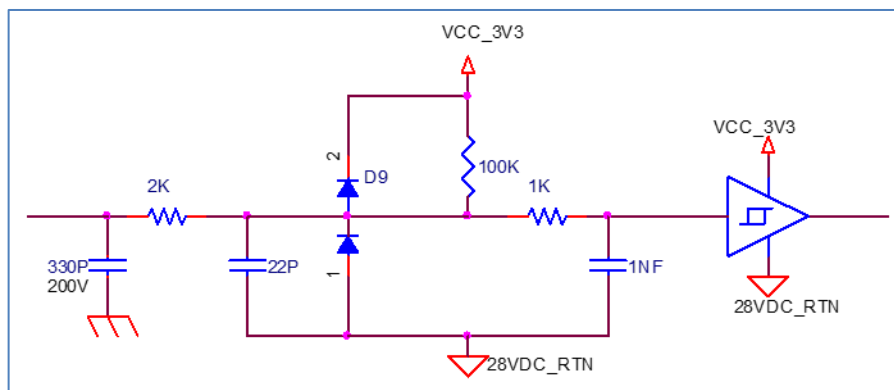 VCC_3V3
VCC_3V3
2
D9
100K
2K
1K
330P
200V
22P
1
1NF
28VDC_RTN
28VDC_RTN